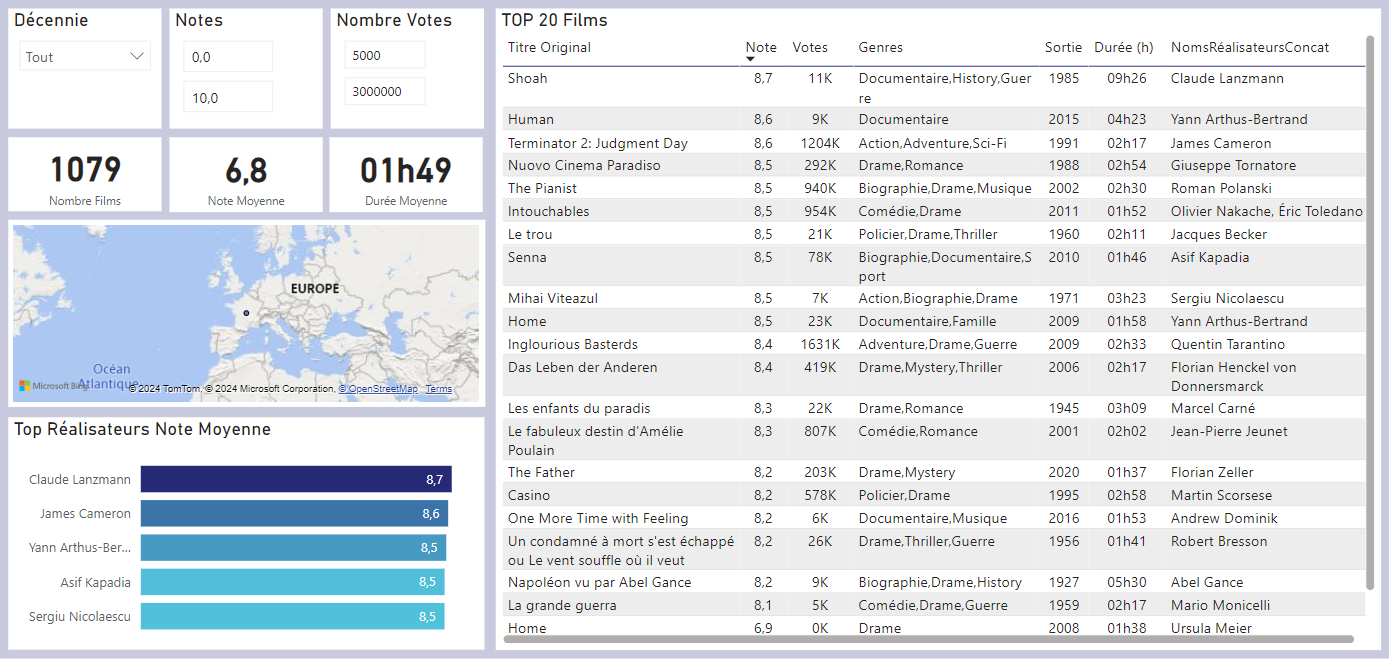 Décennie
Tout
Notes
0,0
10,0
Nombre Votes
5000
3000000
1079
Nombre Films
6,8
Note Moyenne
01h49
Durée Moyenne
EUROPE
Océan
Atlantique
Microsoft Bing
© 2024 TomTom, © 2024 Microsoft Corporation, © OpenStreetMap Terms
Top Réalisateurs Note Moyenne
Claude Lanzmann 8,7
James Cameron 8,6
Yann Arthus-Ber... 8,5
Asif Kapadia 8,5
Sergiu Nicolaescu 8,5
TOP 20 Films
Titre Original Note Votes Genres Sortie Durée (h) NomsRéalisateursConcat
Shoah 8,7 11K Documentaire,History,Guer 1985 09h26 Claude Lanzmann
re
Human 8,6 9K Documentaire 2015 04h23 Yann Arthus-Bertrand
Terminator 2: Judgment Day 8,6 1204K Action,Adventure,Sci-Fi 1991 02h17 James Cameron
Nuovo Cinema Paradiso 8,5 292K Drame,Romance 1988 02h54 Giuseppe Tornatore
The Pianist 8,5 940K Biographie,Drame,Musique 2002 02h30 Roman Polanski
Intouchables 8,5 954K Comédie,Drame 2011 01h52 Olivier Nakache, Éric Toledano
Le trou 8,5 21K Policier,Drame,Thriller 1960 02h11 Jacques Becker
Senna 8,5 78K Biographie,Documentaire,S 2010 01h46 Asif Kapadia
port
Mihai Viteazul 8,5 7K Action,Biographie,Drame 1971 03h23 Sergiu Nicolaescu
Home 8,5 23K Documentaire,Famille 2009 01h58 Yann Arthus-Bertrand
Inglourious Basterds 8,4 1631K Adventure,Drame,Guerre 2009 02h33 Quentin Tarantino
Das Leben der Anderen 8,4 419K Drame,Mystery,Thriller 2006 02h17 Florian Henckel von
Donnersmarck
Les enfants du paradis 8,3 22K Drame,Romance 1945 03h09 Marcel Carné
Le fabuleux destin d'Amélie 8,3 807K Comédie,Romance 2001 02h02 Jean-Pierre Jeunet
Poulain
The Father 8,2 203K Drame,Mystery 2020 01h37 Florian Zeller
Casino 8,2 578K Policier,Drame 1995 02h58 Martin Scorsese
One More Time with Feeling 8,2 6K Documentaire,Musique 2016 01h53 Andrew Dominik
Un condamné à mort s'est échappé 8,2 26K Drame,Thriller,Guerre 1956 01h41 Robert Bresson
ou Le vent souffle où il veut
Napoléon vu par Abel Gance 8,2 9K Biographie,Drame,History 1927 05h30 Abel Gance
La grande guerra 8,1 5K Comédie,Drame,Guerre 1959 02h17 Mario Monicelli
Home 6,9 0K Drame 2008 01h38 Ursula Meier